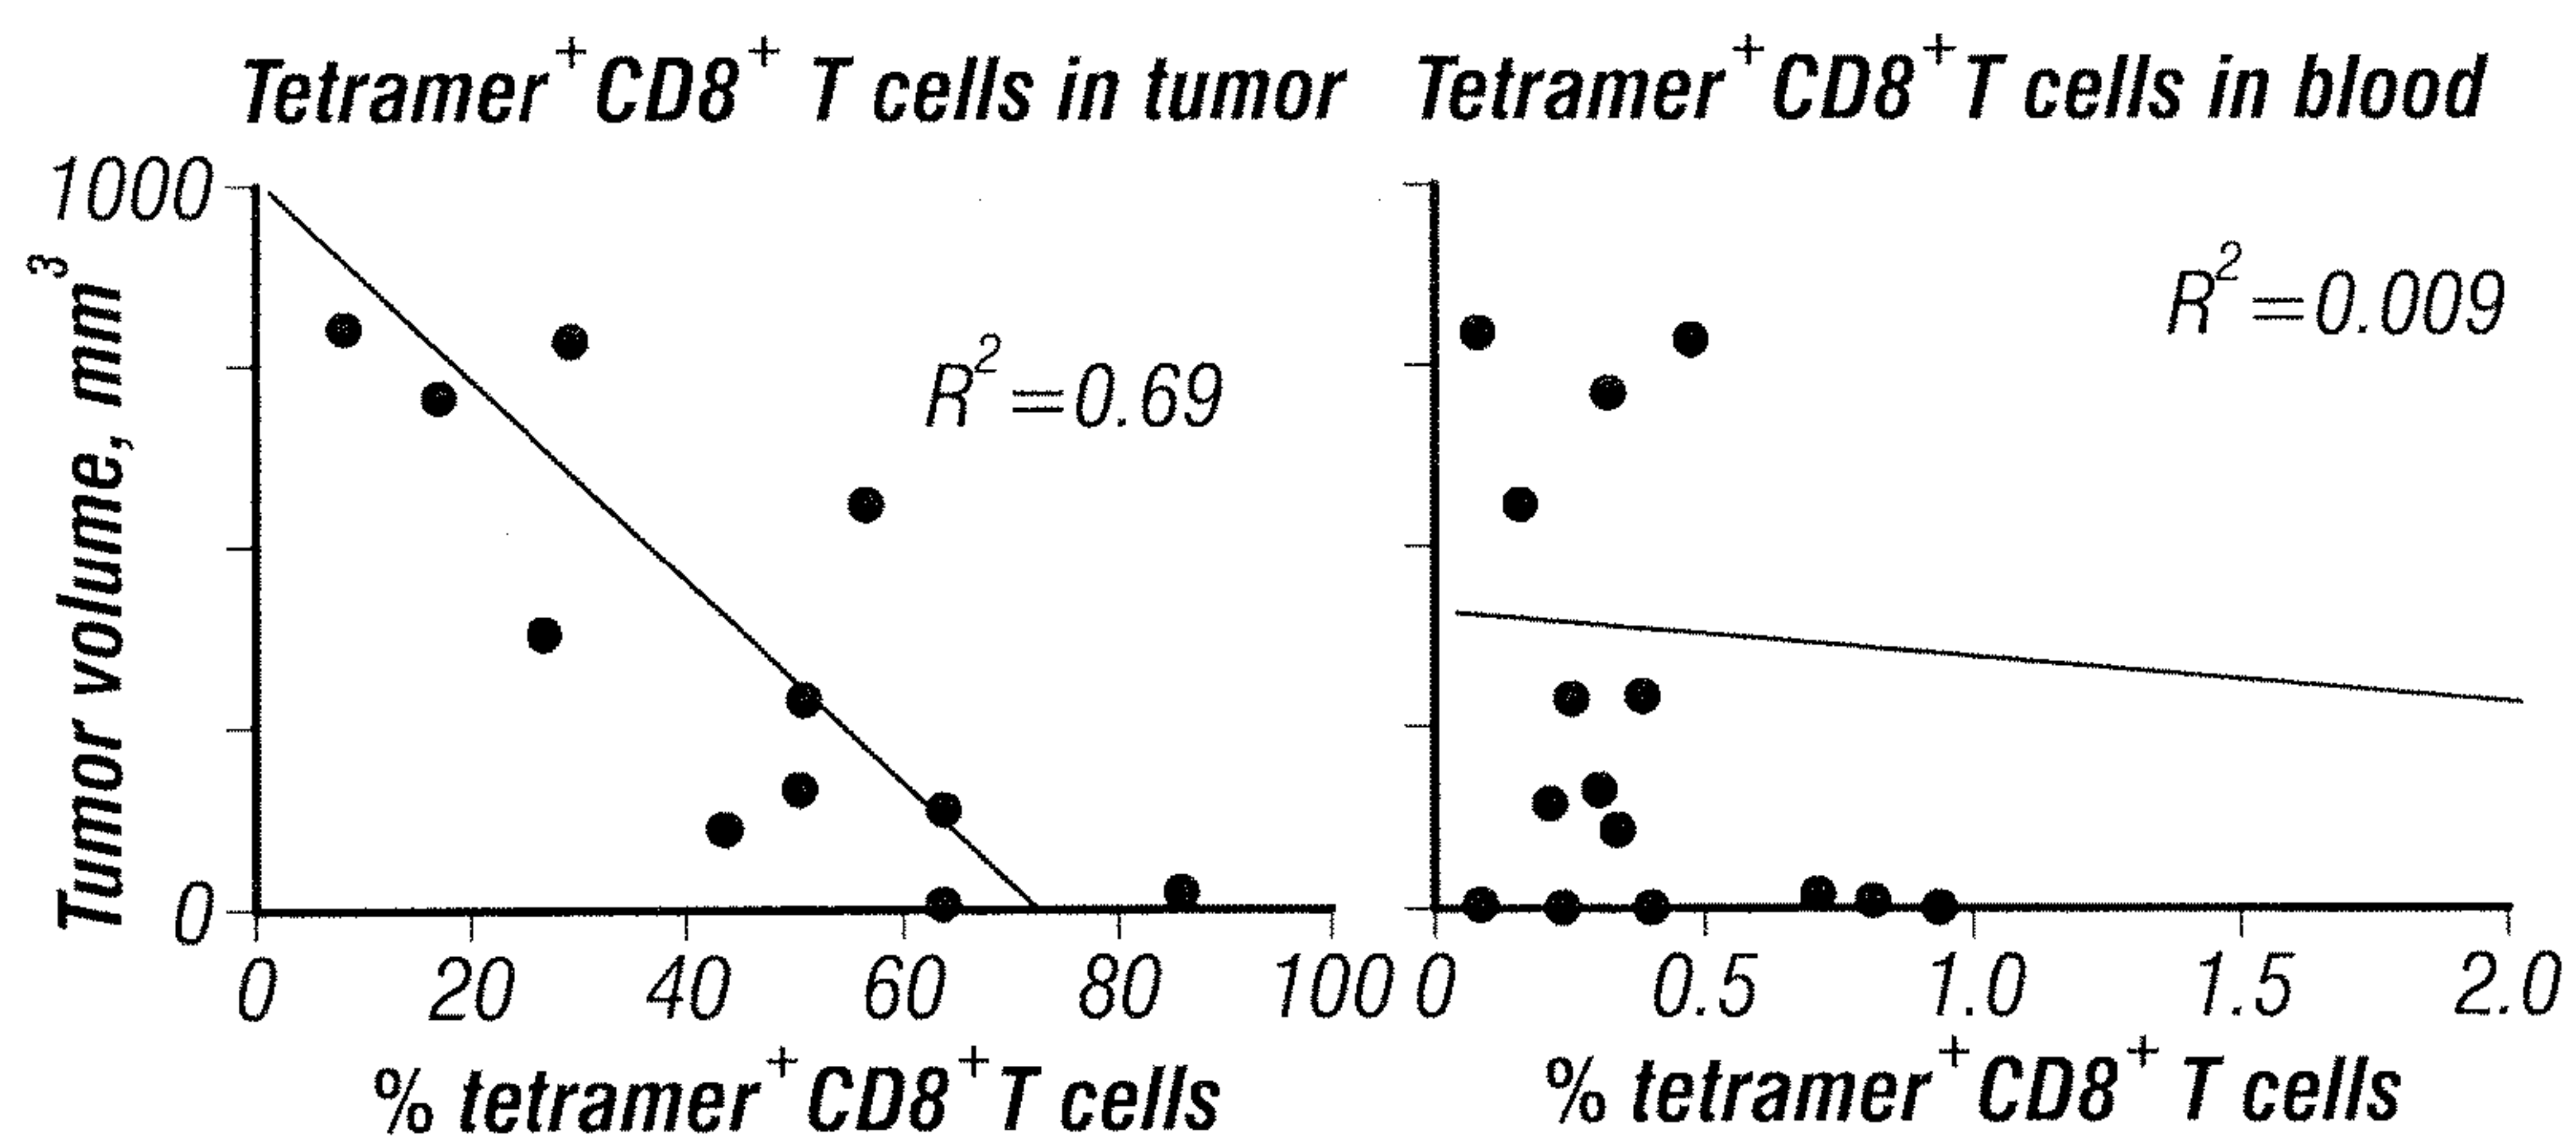 Tetramer⁺CD8⁺ T cells in tumor
Tetramer⁺CD8⁺T cells in blood
Tumor volume, mm³
1000
0
R²=0.69
R²=0.009
0 20 40 60 80 100
0 0.5 1.0 1.5 2.0
% tetramer⁺CD8⁺T cells
% tetramer⁺CD8⁺ T cells